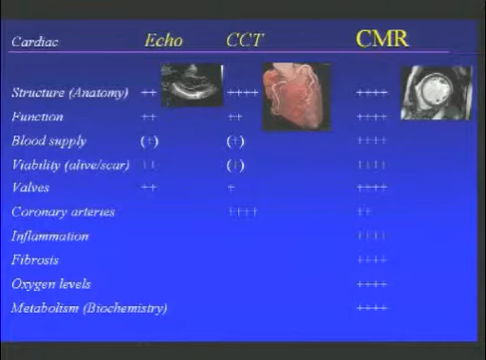 Cardiac Echo CCT CMR
Structure (Anatomy) ++ ++++ ++++
Function ++ ++ ++++
Blood supply (+) (+) ++++
Viability (alive/scar) ++ (+) ++++
Valves ++ + ++++
Coronary arteries ++++ ++
Inflammation ++++
Fibrosis ++++
Oxygen levels ++++
Metabolism (Biochemistry) ++++